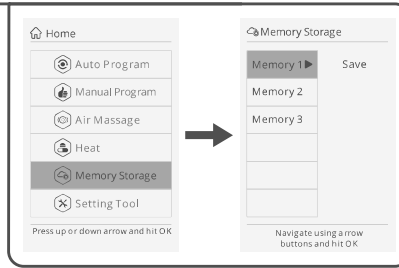 Home
Auto Program
Manual Program
Air Massage
Heat
Memory Storage
Setting Tool
Press up or down arrow and hit OK
Memory Storage
Memory 1 Save
Memory 2
Memory 3
Navigate using arrow
buttons and hit OK